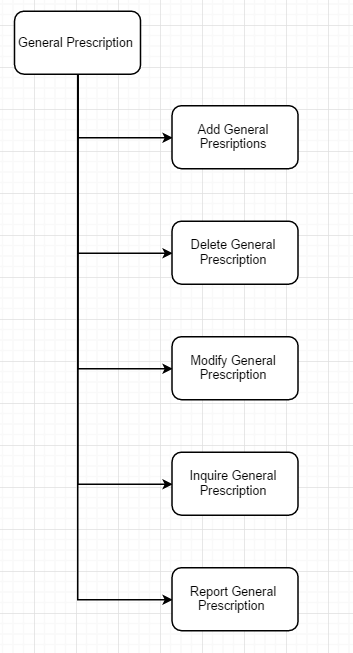 General Prescription
Add General
Presriptions
Delete General
Prescription
Modify General
Prescription
Inquire General
Prescription
Report General
Prescription